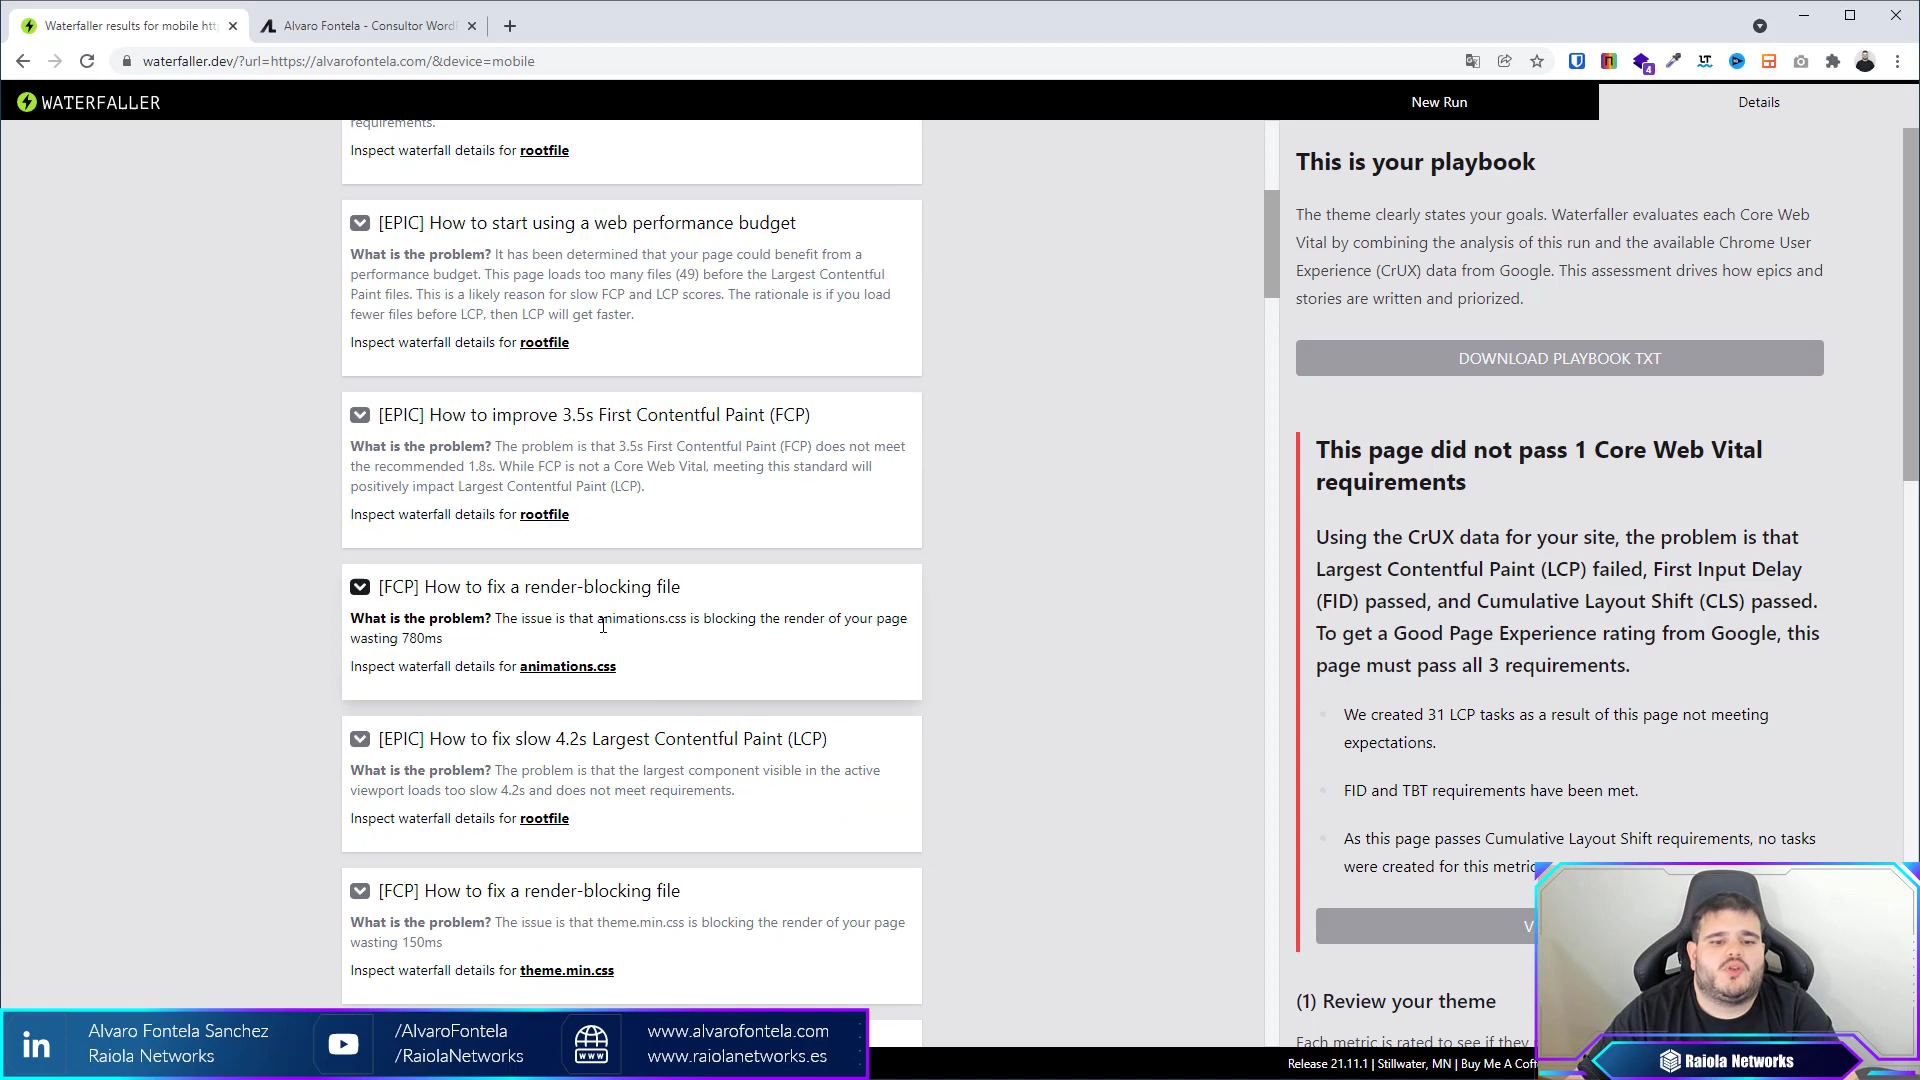 Waterfaller results for mobile htt
Alvaro Fontela - Consultor Word
waterfaller.dev/?url=https://alvarofontela.com/&device=mobile
4
WATERFALLER
New Run
Details
requirements.
Inspect waterfall details for rootfile
[EPIC] How to start using a web performance budget
What is the problem? It has been determined that your page could benefit from a
performance budget. This page loads too many files (49) before the Largest Contentful
Paint files. This is a likely reason for slow FCP and LCP scores. The rationale is if you load
fewer files before LCP, then LCP will get faster.
Inspect waterfall details for rootfile
[EPIC] How to improve 3.5s First Contentful Paint (FCP)
What is the problem? The problem is that 3.5s First Contentful Paint (FCP) does not meet
the recommended 1.8s. While FCP is not a Core Web Vital, meeting this standard will
positively impact Largest Contentful Paint (LCP).
Inspect waterfall details for rootfile
[FCP] How to fix a render-blocking file
What is the problem? The issue is that animations.css is blocking the render of your page
wasting 780ms
Inspect waterfall details for animations.css
[EPIC] How to fix slow 4.2s Largest Contentful Paint (LCP)
What is the problem? The problem is that the largest component visible in the active
viewport loads too slow 4.2s and does not meet requirements.
Inspect waterfall details for rootfile
[FCP] How to fix a render-blocking file
What is the problem? The issue is that theme.min.css is blocking the render of your page
wasting 150ms
Inspect waterfall details for theme.min.css
This is your playbook
The theme clearly states your goals. Waterfaller evaluates each Core Web
Vital by combining the analysis of this run and the available Chrome User
Experience (CrUX) data from Google. This assessment drives how epics and
stories are written and priorized.
DOWNLOAD PLAYBOOK TXT
This page did not pass 1 Core Web Vital
requirements
Using the CrUX data for your site, the problem is that
Largest Contentful Paint (LCP) failed, First Input Delay
(FID) passed, and Cumulative Layout Shift (CLS) passed.
To get a Good Page Experience rating from Google, this
page must pass all 3 requirements.
We created 31 LCP tasks as a result of this page not meeting
expectations.
FID and TBT requirements have been met.
As this page passes Cumulative Layout Shift requirements, no tasks
were created for this metric
V
(1) Review your theme
Each metric is rated to see if they
Release 21.11.1 | Stillwater, MN | Buy Me A Coff
in
Alvaro Fontela Sanchez
Raiola Networks
/AlvaroFontela
/RaiolaNetworks
www
www.alvarofontela.com
www.raiolanetworks.es
Raiola Networks